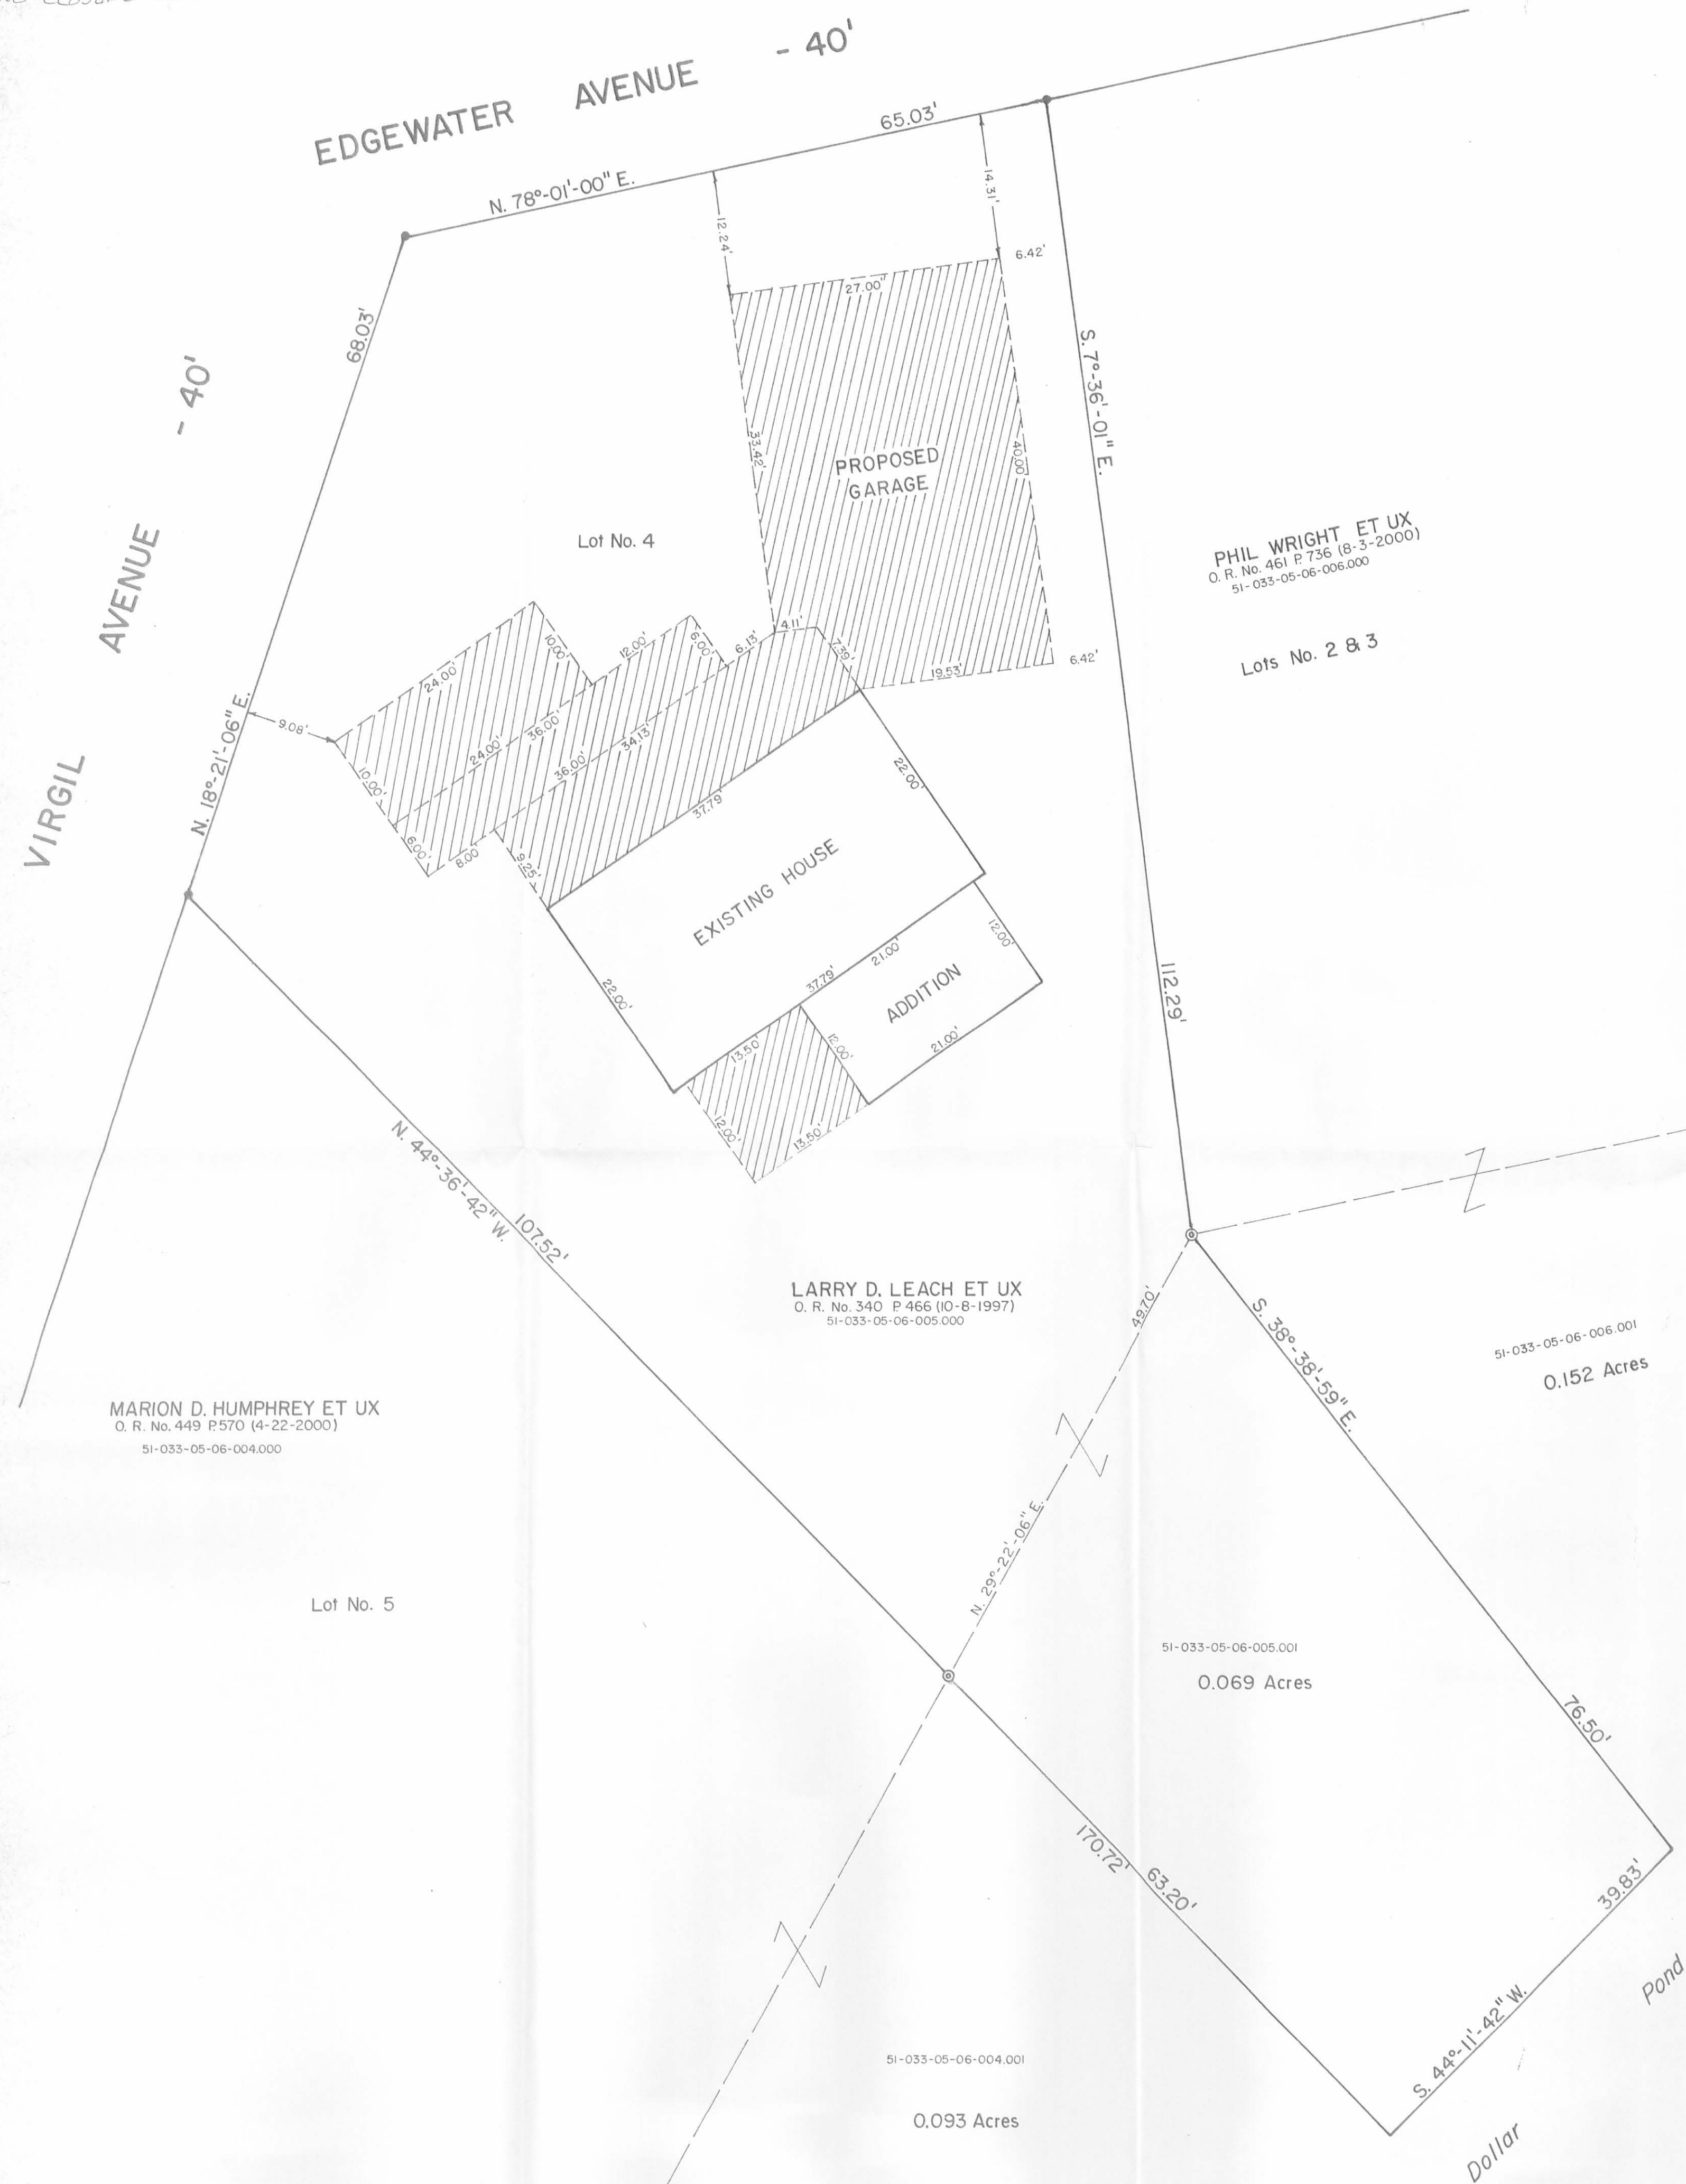 EDGEWATER AVENUE - 40'
65.03'
N. 78°-01'-00" E.
14.31'
12.24'
6.42'
27.00'
68.03'
S. 7°-36'-01" E.
VIRGIL AVENUE - 40'
33.42'
40.00'
PROPOSED
GARAGE
Lot No. 4
PHIL WRIGHT ET UX
O. R. No. 461 P. 736 (8-3-2000)
51-033-05-06-006.000
Lots No. 2 & 3
4.11'
10.00'
12.00'
6.00'
6.13'
7.39'
6.42'
19.53'
24.00'
9.08'
N. 18°-21'-06" E.
36.00'
24.00'
34.13'
36.00'
10.00'
22.00'
37.79'
6.00'
8.00'
9.25'
EXISTING HOUSE
12.00'
21.00'
37.79'
22.00'
ADDITION
112.29'
13.50'
12.00'
21.00'
12.00'
13.50'
N. 44°-36'-42" W.
107.52'
LARRY D. LEACH ET UX
O. R. No. 340 P. 466 (10-8-1997)
51-033-05-06-005.000
49.70'
S. 38°-38'-59" E.
51-033-05-06-006.001
0.152 Acres
MARION D. HUMPHREY ET UX
O. R. No. 449 P. 570 (4-22-2000)
51-033-05-06-004.000
N. 29°-22'-06" E.
Lot No. 5
51-033-05-06-005.001
0.069 Acres
76.50'
170.72'
63.20'
39.83'
S. 44°-11'-42" W.
Pond
51-033-05-06-004.001
0.093 Acres
Dollar